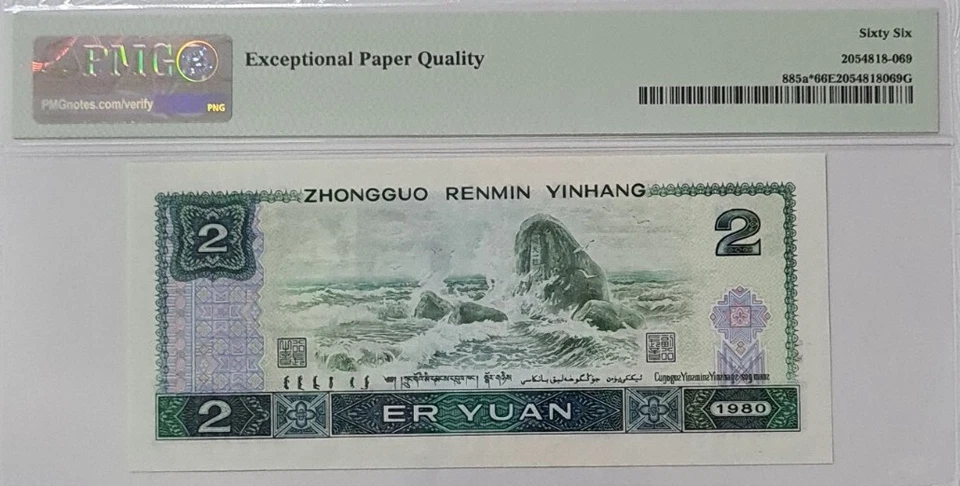 PMG
PMGnotes.com/verify
PNG
Exceptional Paper Quality
Sixty Six
2054818-069
885a*66E2054818069G
ZHONGGUO RENMIN YINHANG
2
2
2
ER YUAN
1980